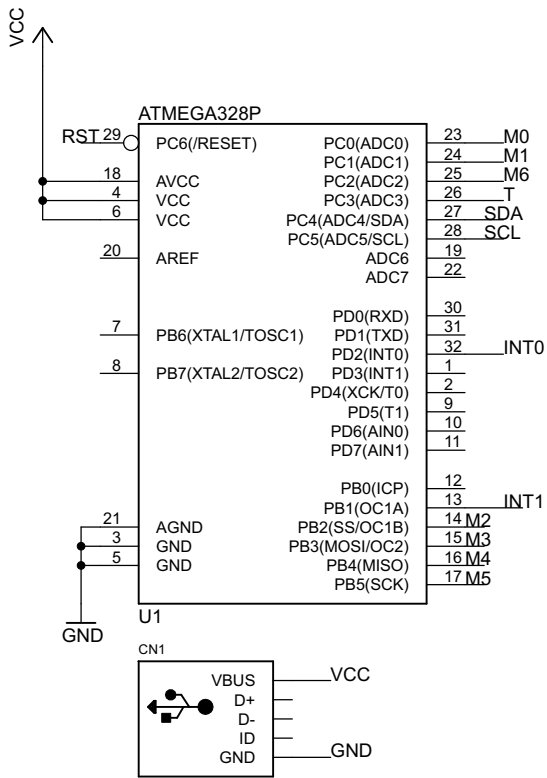 VCC
ATMEGA328P
RST 29 PC6(/RESET) PC0(ADC0) 23 M0
PC1(ADC1) 24 M1
18 AVCC PC2(ADC2) 25 M6
4 VCC PC3(ADC3) 26 T
6 VCC PC4(ADC4/SDA) 27 SDA
PC5(ADC5/SCL) 28 SCL
20 AREF ADC6 19
ADC7 22
PD0(RXD) 30
7 PB6(XTAL1/TOSC1) PD1(TXD) 31
PD2(INT0) 32 INT0
8 PB7(XTAL2/TOSC2) PD3(INT1) 1
PD4(XCK/T0) 2
PD5(T1) 9
PD6(AIN0) 10
PD7(AIN1) 11
PB0(ICP) 12
PB1(OC1A) 13 INT1
21 AGND PB2(SS/OC1B) 14 M2
3 GND PB3(MOSI/OC2) 15 M3
5 GND PB4(MISO) 16 M4
PB5(SCK) 17 M5
U1
GND
CN1
VBUS VCC
D+
D-
ID
GND GND